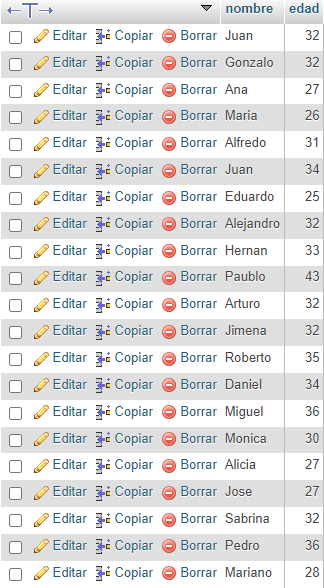 nombre edad
Editar Copiar Borrar Juan 32
Editar Copiar Borrar Gonzalo 32
Editar Copiar Borrar Ana 27
Editar Copiar Borrar Maria 26
Editar Copiar Borrar Alfredo 31
Editar Copiar Borrar Juan 34
Editar Copiar Borrar Eduardo 25
Editar Copiar Borrar Alejandro 32
Editar Copiar Borrar Hernan 33
Editar Copiar Borrar Paublo 43
Editar Copiar Borrar Arturo 32
Editar Copiar Borrar Jimena 32
Editar Copiar Borrar Roberto 35
Editar Copiar Borrar Daniel 34
Editar Copiar Borrar Miguel 36
Editar Copiar Borrar Monica 30
Editar Copiar Borrar Alicia 27
Editar Copiar Borrar Jose 27
Editar Copiar Borrar Sabrina 32
Editar Copiar Borrar Pedro 36
Editar Copiar Borrar Mariano 28